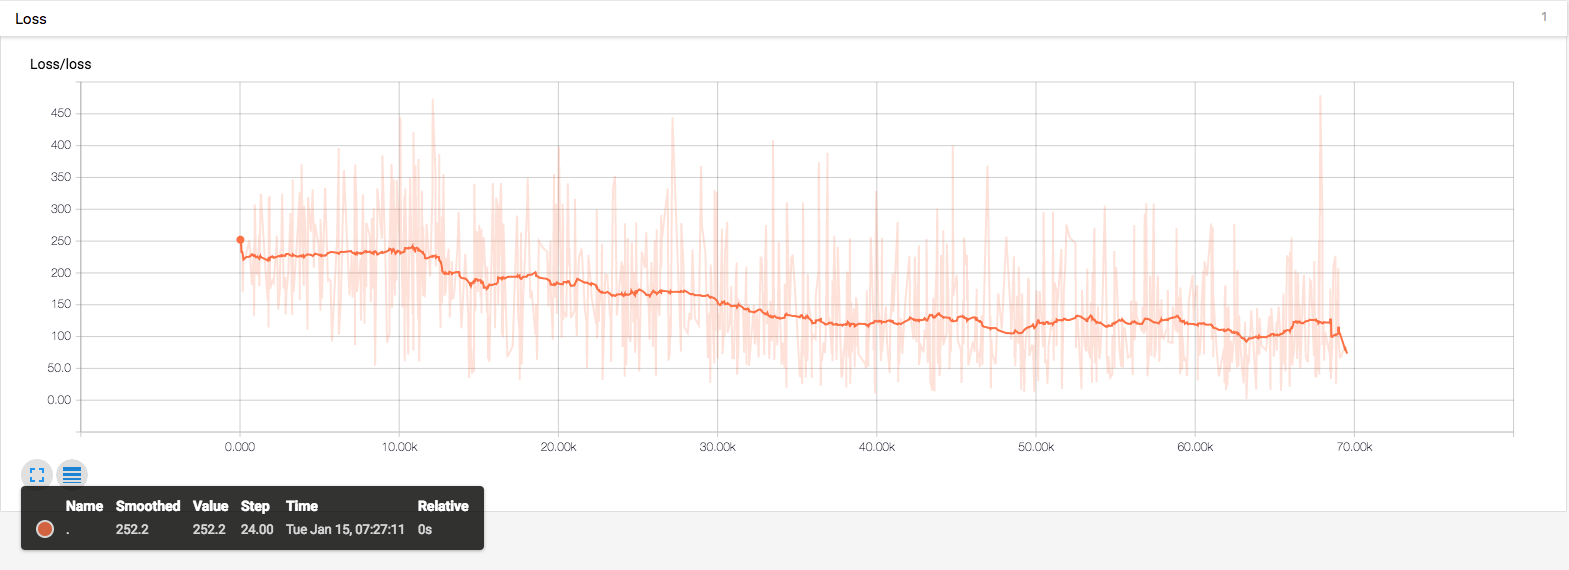 Loss 1
Loss/loss
450
400
350
300
250
200
150
100
50.0
0.00
0.000 10.00k 20.00k 30.00k 40.00k 50.00k 60.00k 70.00k
Name Smoothed Value Step Time Relative
. 252.2 252.2 24.00 Tue Jan 15, 07:27:11 0s